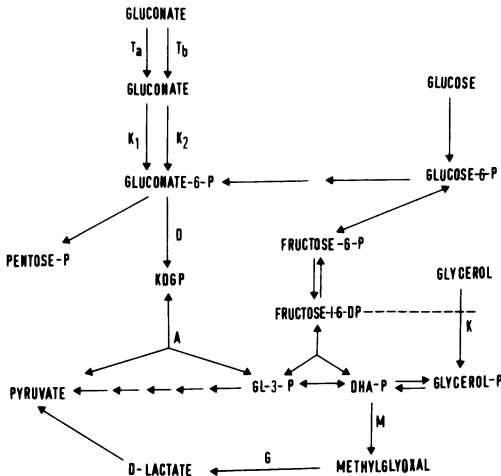 GLUCONATE
Ta Tb
GLUCONATE
GLUCOSE
K1 K2
GLUCONATE-6-P
GLUCOSE-6-P
D
FRUCTOSE-6-P
PENTOSE-P
KDGP
GLYCEROL
FRUCTOSE-1-6-DP
K
A
PYRUVATE
GL-3-P
DHA-P
GLYCEROL-P
M
G
D-LACTATE
METHYLGLYOXAL